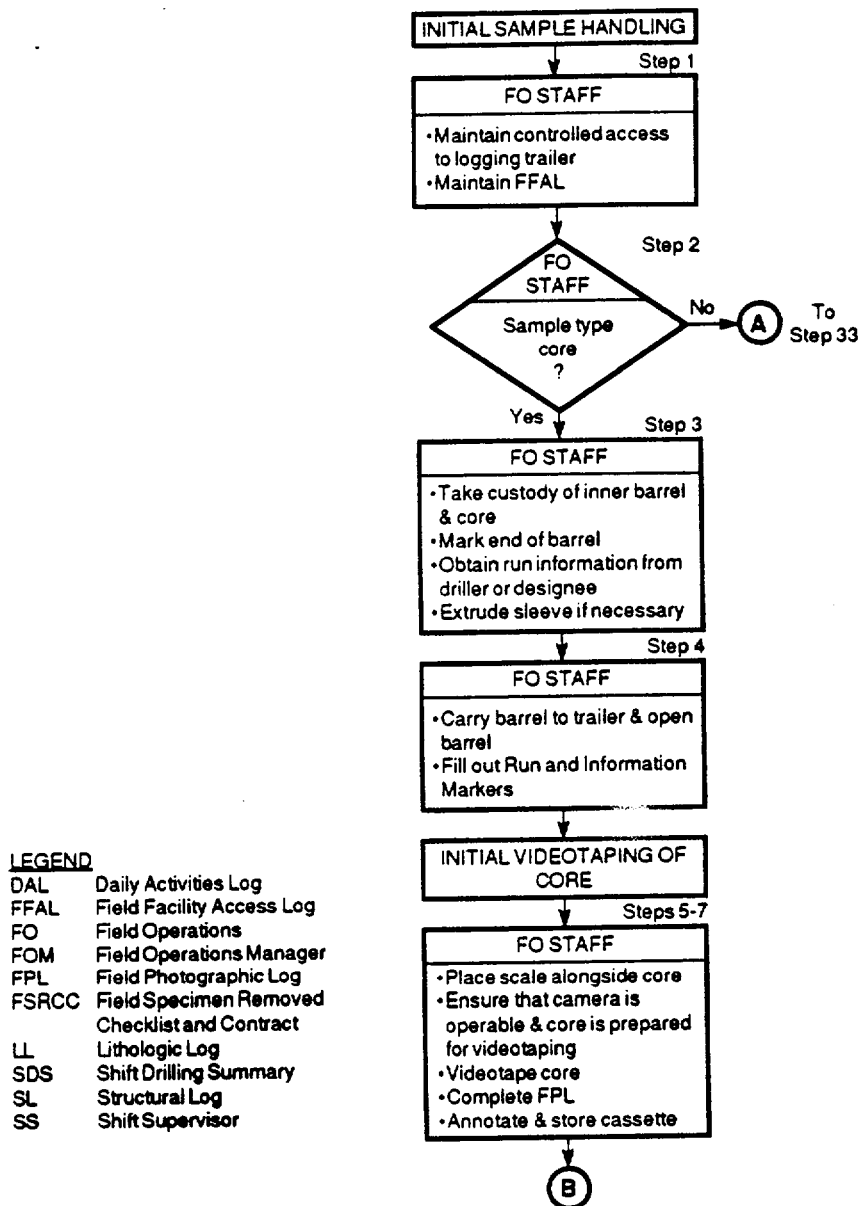 INITIAL SAMPLE HANDLING
Step 1
FO STAFF
•Maintain controlled access
to logging trailer
•Maintain FFAL
Step 2
FO
STAFF
Sample type
core
?
No
A
To
Step 33
Yes
Step 3
FO STAFF
•Take custody of inner barrel
& core
•Mark end of barrel
•Obtain run information from
driller or designee
•Extrude sleeve if necessary
Step 4
FO STAFF
•Carry barrel to trailer & open
barrel
•Fill out Run and Information
Markers
INITIAL VIDEOTAPING OF
CORE
Steps 5-7
FO STAFF
•Place scale alongside core
•Ensure that camera is
operable & core is prepared
for videotaping
•Videotape core
•Complete FPL
•Annotate & store cassette
B
LEGEND
DAL Daily Activities Log
FFAL Field Facility Access Log
FO Field Operations
FOM Field Operations Manager
FPL Field Photographic Log
FSRCC Field Specimen Removed
Checklist and Contract
LL Lithologic Log
SDS Shift Drilling Summary
SL Structural Log
SS Shift Supervisor